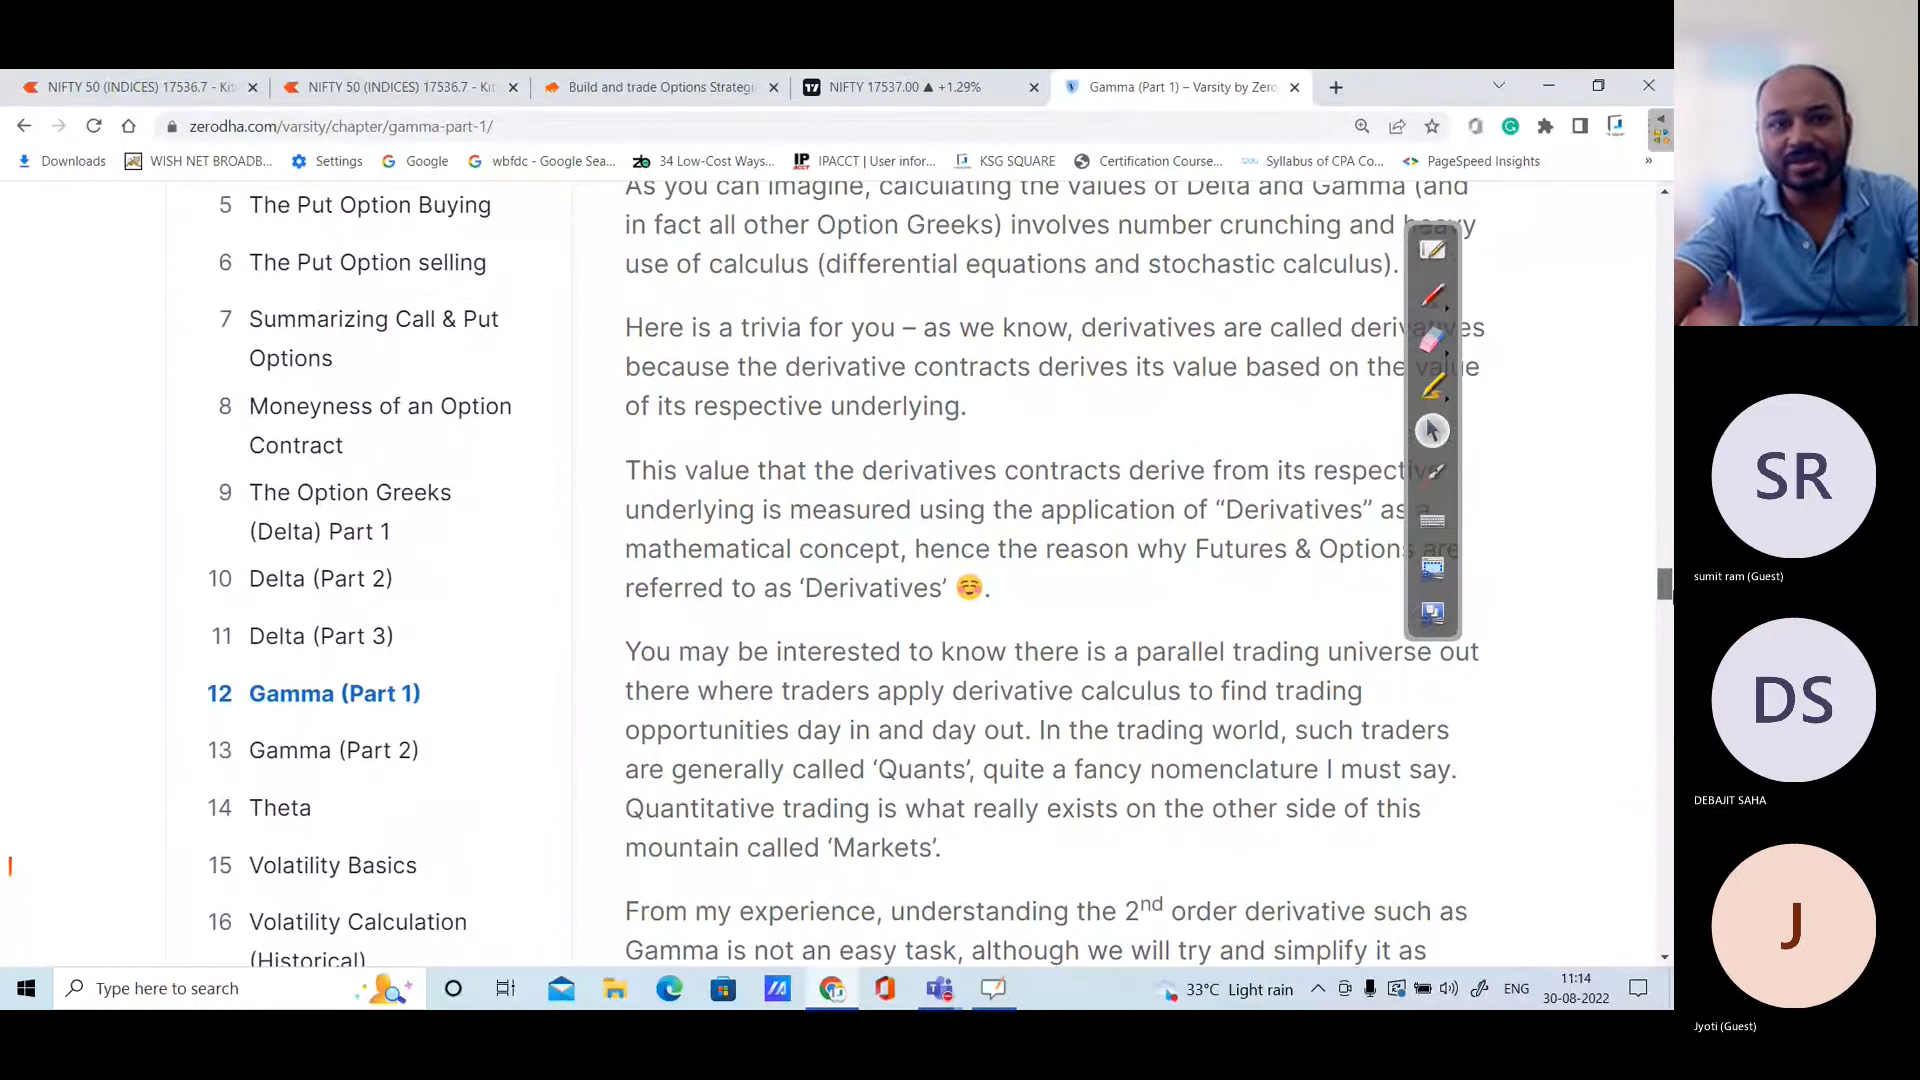 NIFTY 50 (INDICES) 17536.7 - Kit
NIFTY 50 (INDICES) 17536.7 - Kit
Build and trade Options Strategi
NIFTY 17537.00 ▲ +1.29%
Gamma (Part 1) – Varsity by Zero
zerodha.com/varsity/chapter/gamma-part-1/
Downloads
WISH NET BROADB...
Settings
Google
wbfdc - Google Sea...
34 Low-Cost Ways...
IPACCT | User infor...
KSG SQUARE
Certification Course...
Syllabus of CPA Co...
PageSpeed Insights
»
5 The Put Option Buying
6 The Put Option selling
7 Summarizing Call & Put
Options
8 Moneyness of an Option
Contract
9 The Option Greeks
(Delta) Part 1
10 Delta (Part 2)
11 Delta (Part 3)
12 Gamma (Part 1)
13 Gamma (Part 2)
14 Theta
15 Volatility Basics
16 Volatility Calculation
(Historical)
As you can imagine, calculating the values of Delta and Gamma (and
in fact all other Option Greeks) involves number crunching and heavy
use of calculus (differential equations and stochastic calculus).
Here is a trivia for you – as we know, derivatives are called derivatives
because the derivative contracts derives its value based on the value
of its respective underlying.
This value that the derivatives contracts derive from its respective
underlying is measured using the application of “Derivatives” as a
mathematical concept, hence the reason why Futures & Options are
referred to as ‘Derivatives’ ☺️.
You may be interested to know there is a parallel trading universe out
there where traders apply derivative calculus to find trading
opportunities day in and day out. In the trading world, such traders
are generally called ‘Quants’, quite a fancy nomenclature I must say.
Quantitative trading is what really exists on the other side of this
mountain called ‘Markets’.
From my experience, understanding the 2nd order derivative such as
Gamma is not an easy task, although we will try and simplify it as
Type here to search
33°C Light rain
ENG
11:14
30-08-2022
SR
sumit ram (Guest)
DS
DEBAJIT SAHA
J
Jyoti (Guest)